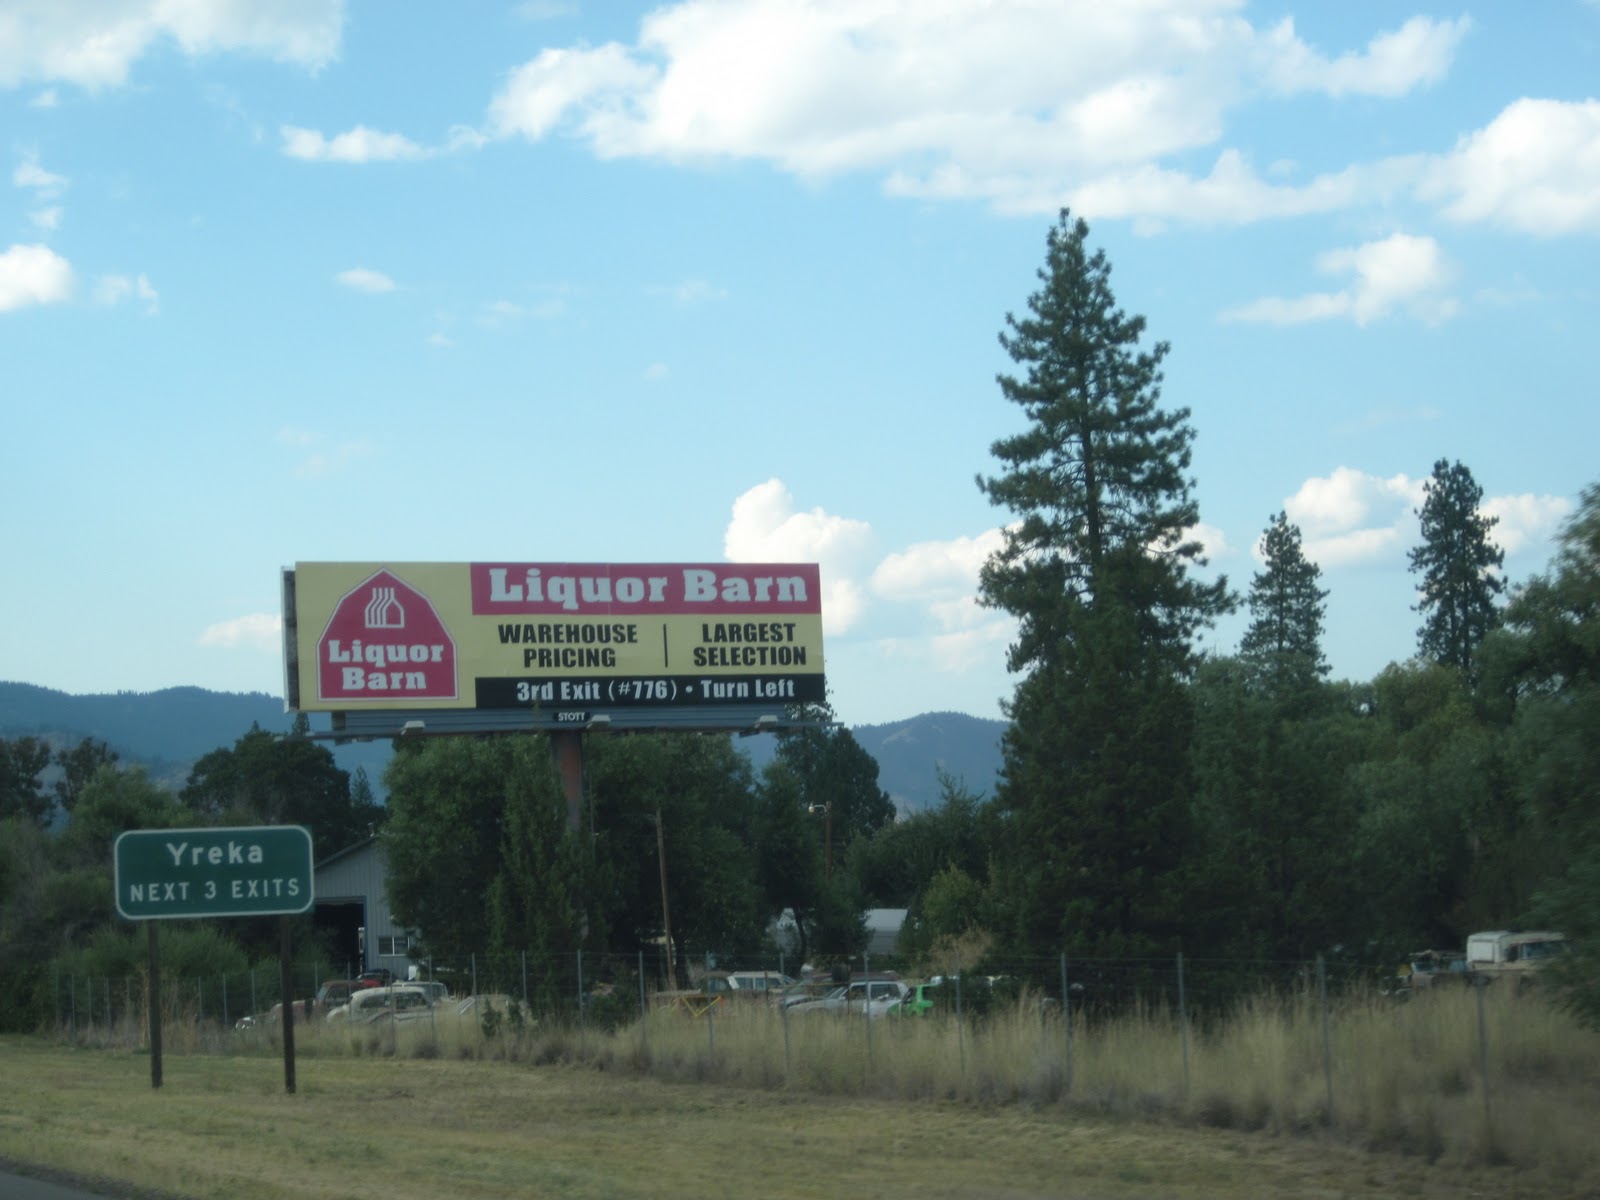 Liquor Barn
WAREHOUSE
PRICING
LARGEST
SELECTION
3rd Exit (#776) • Turn Left
Liquor
Barn
STOTT
Yreka
NEXT 3 EXITS